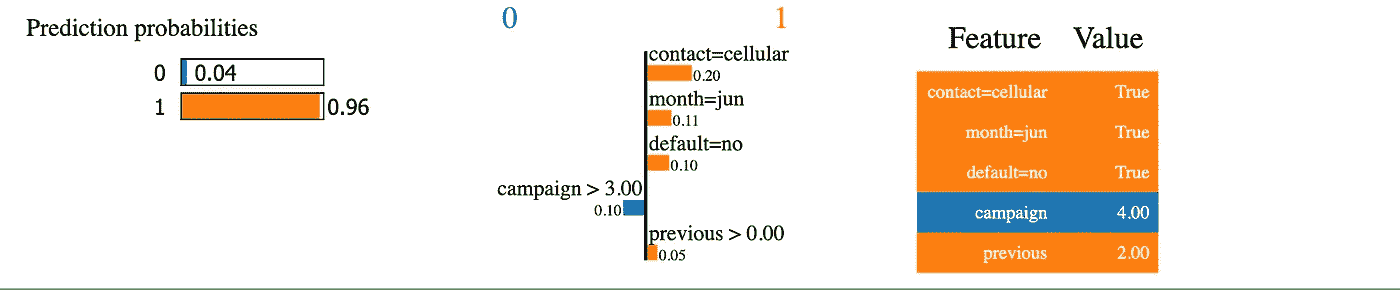 Prediction probabilities
0 0.04
1 0.96
0 1
contact=cellular
0.20
month=jun
0.11
default=no
0.10
campaign > 3.00
0.10
previous > 0.00
0.05
Feature Value
contact=cellular True
month=jun True
default=no True
campaign 4.00
previous 2.00